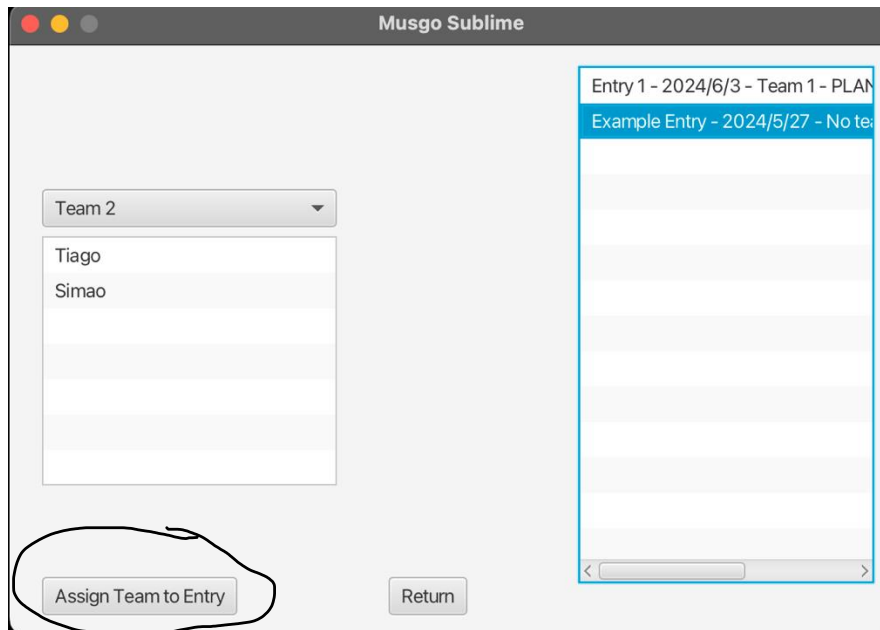 Musgo Sublime
Team 2
Tiago
Simao
Assign Team to Entry
Return
Entry 1 - 2024/6/3 - Team 1 - PLAN
Example Entry - 2024/5/27 - No tea